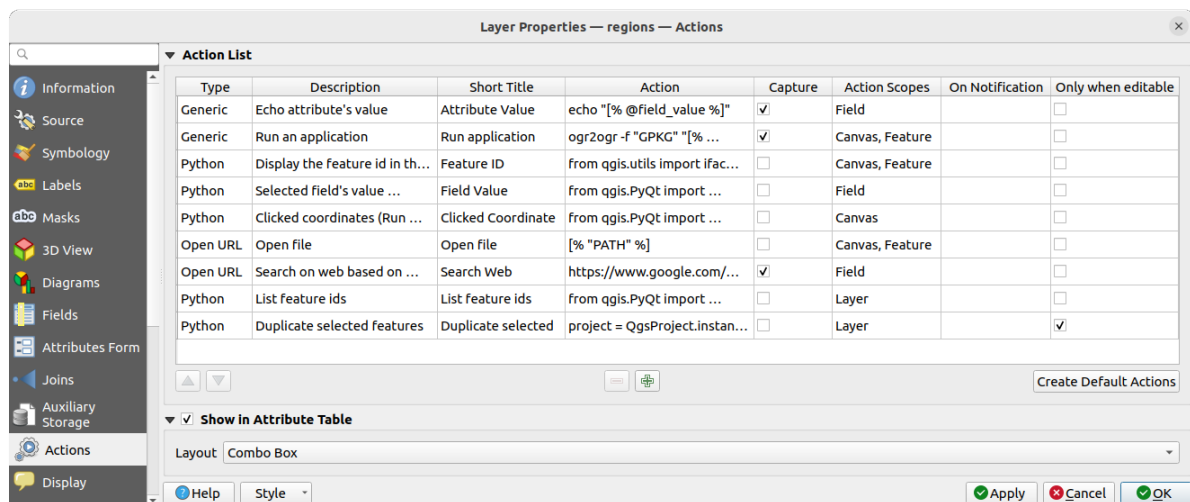 Layer Properties — regions — Actions
Information
Source
Symbology
abc Labels
abc Masks
3D View
Diagrams
Fields
Attributes Form
Joins
Auxiliary
Storage
Actions
Display
Action List
Type Description Short Title Action Capture Action Scopes On Notification Only when editable
Generic Echo attribute's value Attribute Value echo "[% @field_value %]" Field
Generic Run an application Run application ogr2ogr -f "GPKG" "[% ... Canvas, Feature
Python Display the feature id in th... Feature ID from qgis.utils import ifac... Canvas, Feature
Python Selected field's value ... Field Value from qgis.PyQt import ... Field
Python Clicked coordinates (Run ... Clicked Coordinate from qgis.PyQt import ... Canvas
Open URL Open file Open file [% "PATH" %] Canvas, Feature
Open URL Search on web based on ... Search Web https://www.google.com/... Field
Python List feature ids List feature ids from qgis.PyQt import ... Layer
Python Duplicate selected features Duplicate selected project = QgsProject.instan... Layer
Create Default Actions
Show in Attribute Table
Layout Combo Box
Help Style Apply Cancel OK